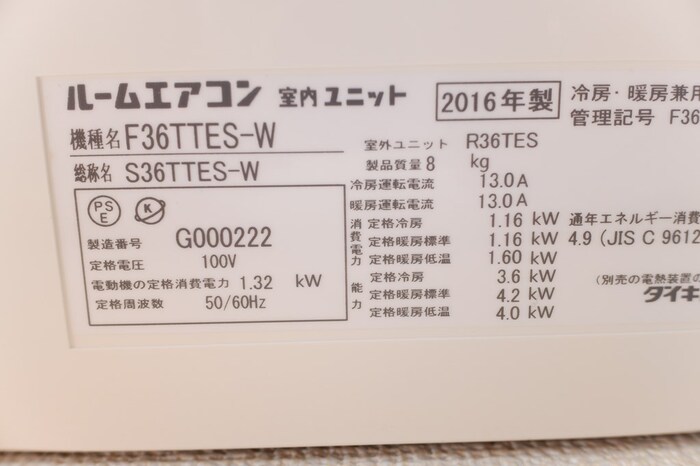 ルームエアコン 室内ユニット 2016年製
冷房・暖房兼用
管理記号 F36
機種名 F36TTES-W
総称名 S36TTES-W
PS E
K
製造番号 G000222
定格電圧 100V
電動機の定格消費電力 1.32 kW
定格周波数 50/60Hz
室外ユニット R36TES
製品質量 8 kg
冷房運転電流 13.0 A
暖房運転電流 13.0 A
消費電力
定格冷房 1.16 kW
定格暖房標準 1.16 kW
定格暖房低温 1.60 kW
能力
定格冷房 3.6 kW
定格暖房標準 4.2 kW
定格暖房低温 4.0 kW
通年エネルギー消費
4.9 (JIS C 9612
(別売の電熱装置の
ダイキ